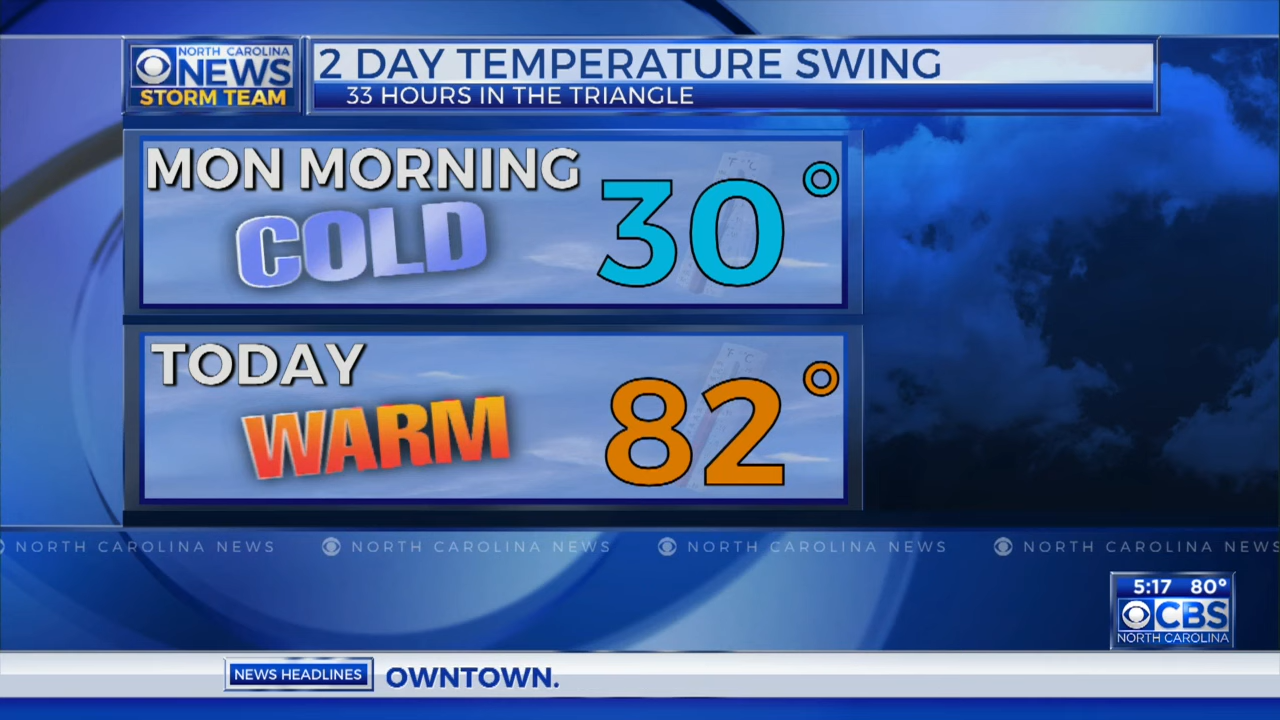 NORTH CAROLINA
NEWS
STORM TEAM
2 DAY TEMPERATURE SWING
33 HOURS IN THE TRIANGLE
MON MORNING
COLD
30°
°F °C
TODAY
WARM
82°
°F °C
NORTH CAROLINA NEWS NORTH CAROLINA NEWS NORTH CAROLINA NEWS NORTH CAROLINA NEWS
5:17 80°
CBS
NORTH CAROLINA
NEWS HEADLINES OWNTOWN.